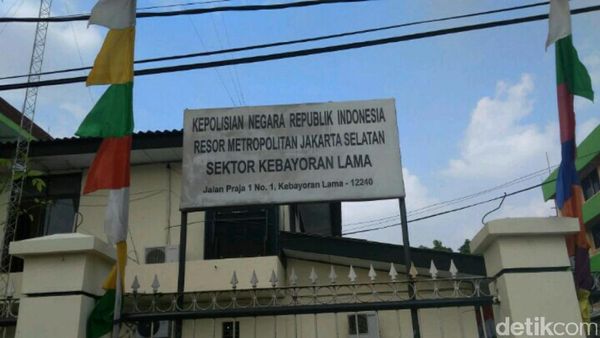 KEPOLISIAN NEGARA REPUBLIK INDONESIA
RESOR METROPOLITAN JAKARTA SELATAN
SEKTOR KEBAYORAN LAMA
Jalan Praja 1 No. 1, Kebayoran Lama - 12240
detikcom